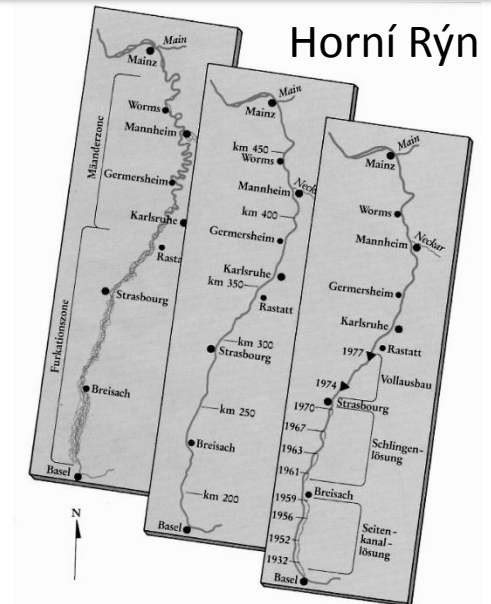 Horní Rýn
Main
Mainz
Worms
Mannheim
Mäanderzone
Germersheim
Karlsruhe
Rasta
Strasbourg
Furkationszone
Breisach
Basel
N
Main
Mainz
km 450
Worms
Mannheim
Neckar
km 400
Germersheim
Karlsruhe
km 350
Rastatt
km 300
Strasbourg
km 250
Breisach
km 200
Basel
Main
Mainz
Worms
Neckar
Mannheim
Germersheim
Karlsruhe
Rastatt
1977
Vollausbau
1974
Strasbourg
1970
1967
Schlingen-
lösung
1963
1961
Breisach
1959
1956
Seiten-
kanal-
lösung
1952
1932
Basel